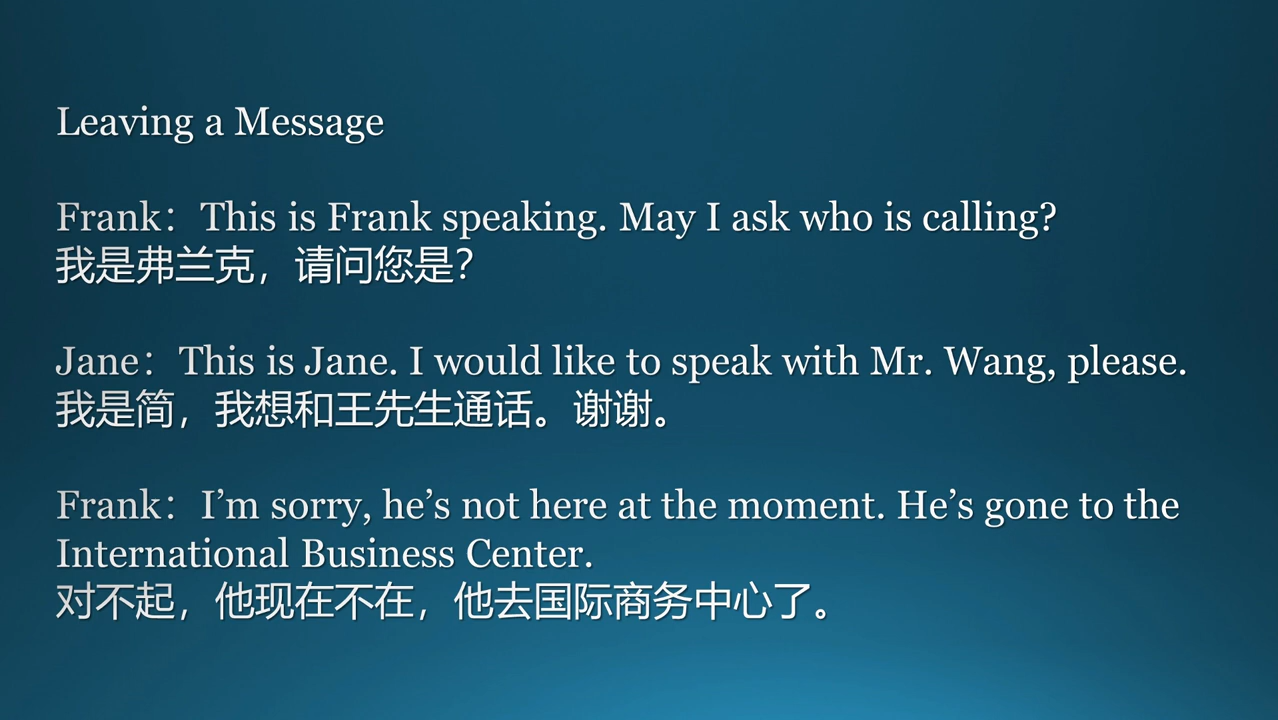 Leaving a Message
Frank：This is Frank speaking. May I ask who is calling?
我是弗兰克，请问您是？
Jane：This is Jane. I would like to speak with Mr. Wang, please.
我是简，我想和王先生通话。谢谢。
Frank：I’m sorry, he’s not here at the moment. He’s gone to the
International Business Center.
对不起，他现在不在，他去国际商务中心了。